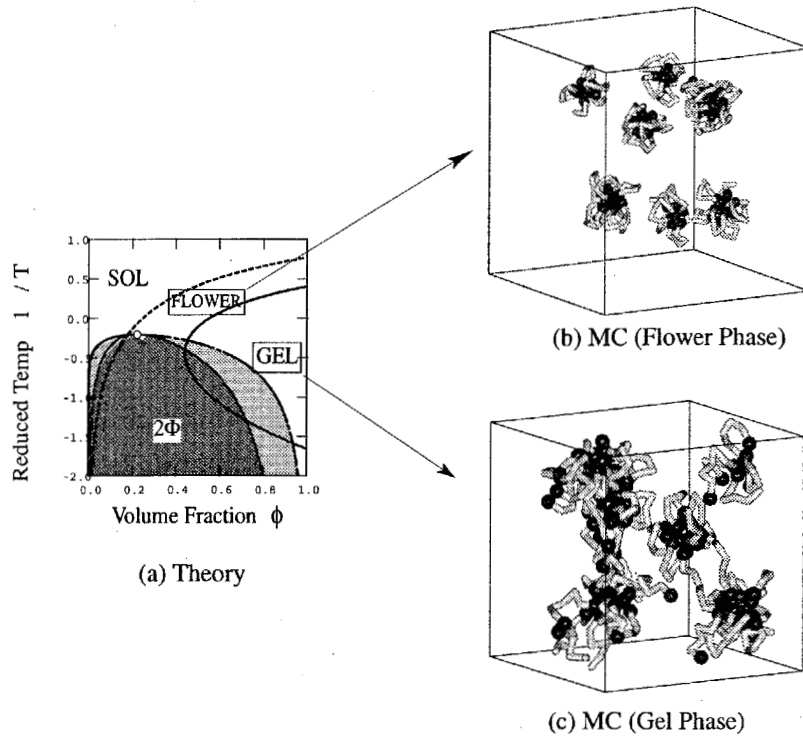 (b) MC (Flower Phase)
Reduced Temp 1 / T
1.0
0.5
0.0
-0.5
-1.0
-1.5
-2.0
SOL
FLOWER
GEL
2Φ
0.0 0.2 0.4 0.6 0.8 1.0
Volume Fraction ϕ
(a) Theory
(c) MC (Gel Phase)